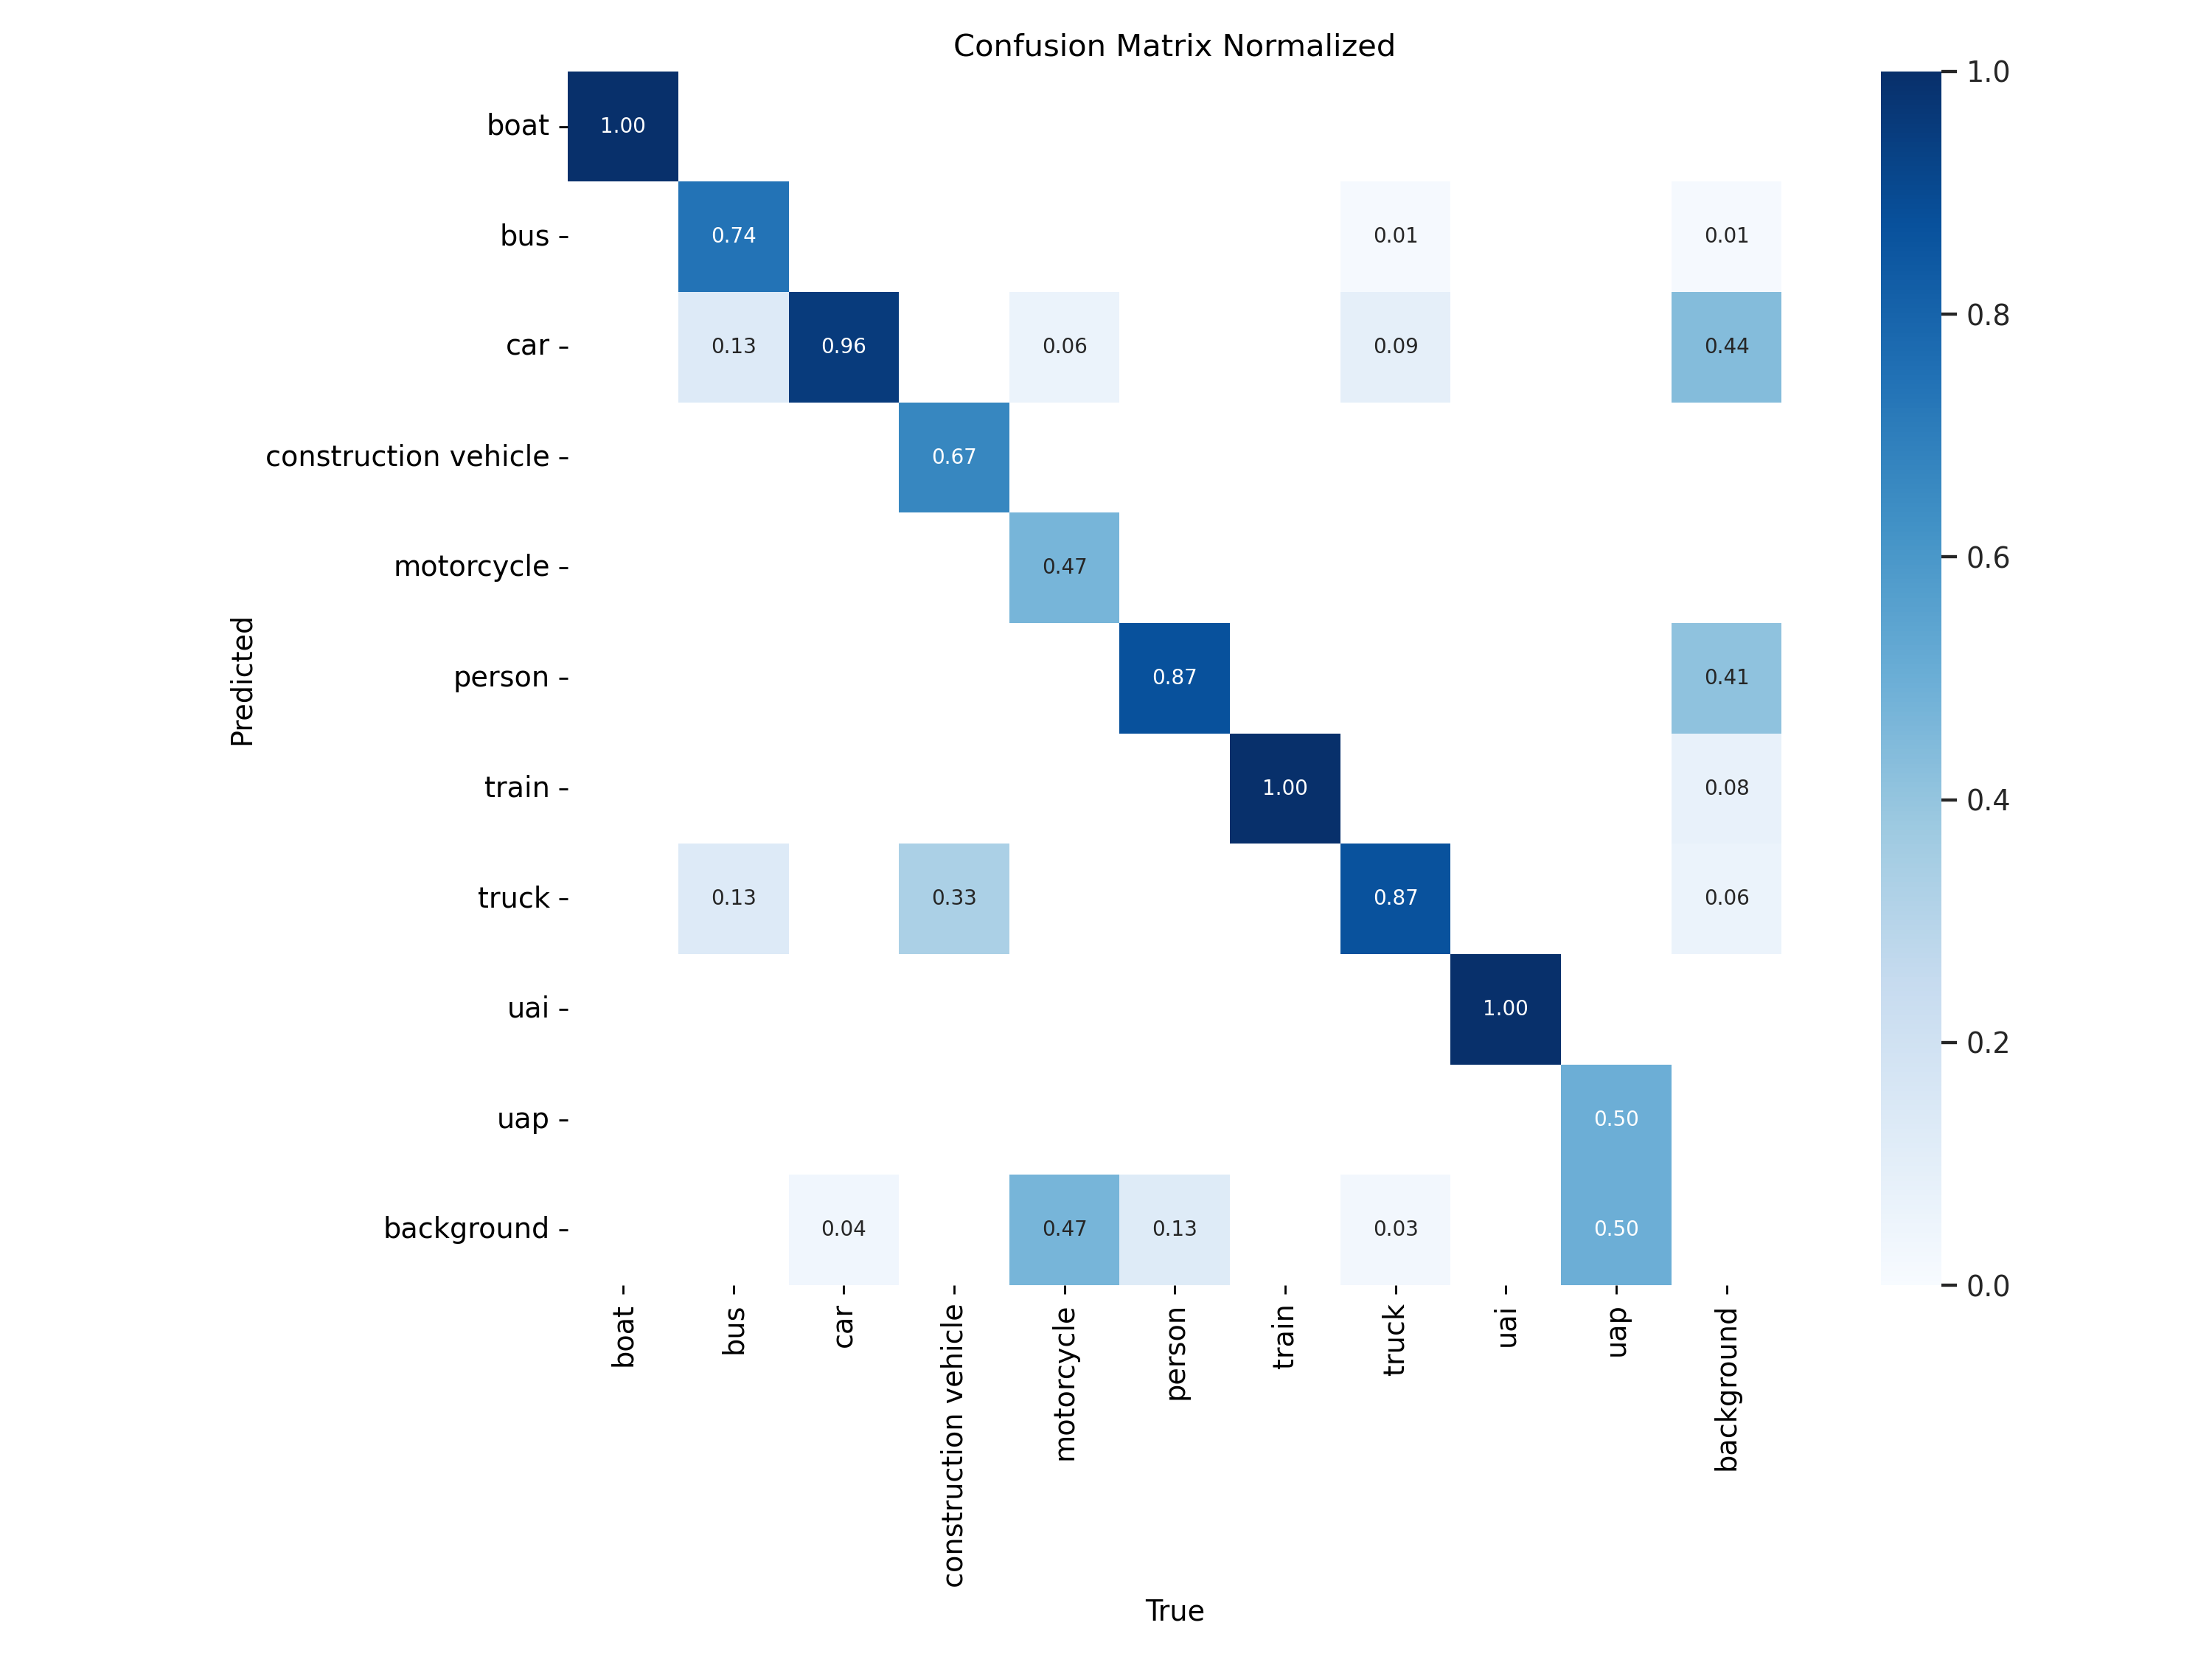 Confusion Matrix Normalized
boat 1.00
bus 0.74 0.01 0.01
car 0.13 0.96 0.06 0.09 0.44
construction vehicle 0.67
motorcycle 0.47
person 0.87 0.41
train 1.00 0.08
truck 0.13 0.33 0.87 0.06
uai 1.00
uap 0.50
background 0.04 0.47 0.13 0.03 0.50
Predicted
boat bus car construction vehicle motorcycle person train truck uai uap background
True
1.0
0.8
0.6
0.4
0.2
0.0